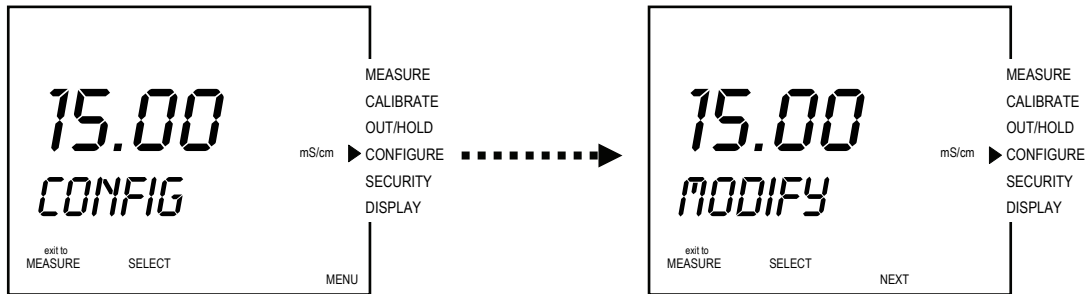 15.00
mS/cm
CONFIG
MEASURE
CALIBRATE
OUT/HOLD
CONFIGURE
SECURITY
DISPLAY
exit to
MEASURE SELECT
MENU
15.00
mS/cm
MODIFY
MEASURE
CALIBRATE
OUT/HOLD
CONFIGURE
SECURITY
DISPLAY
exit to
MEASURE SELECT
NEXT